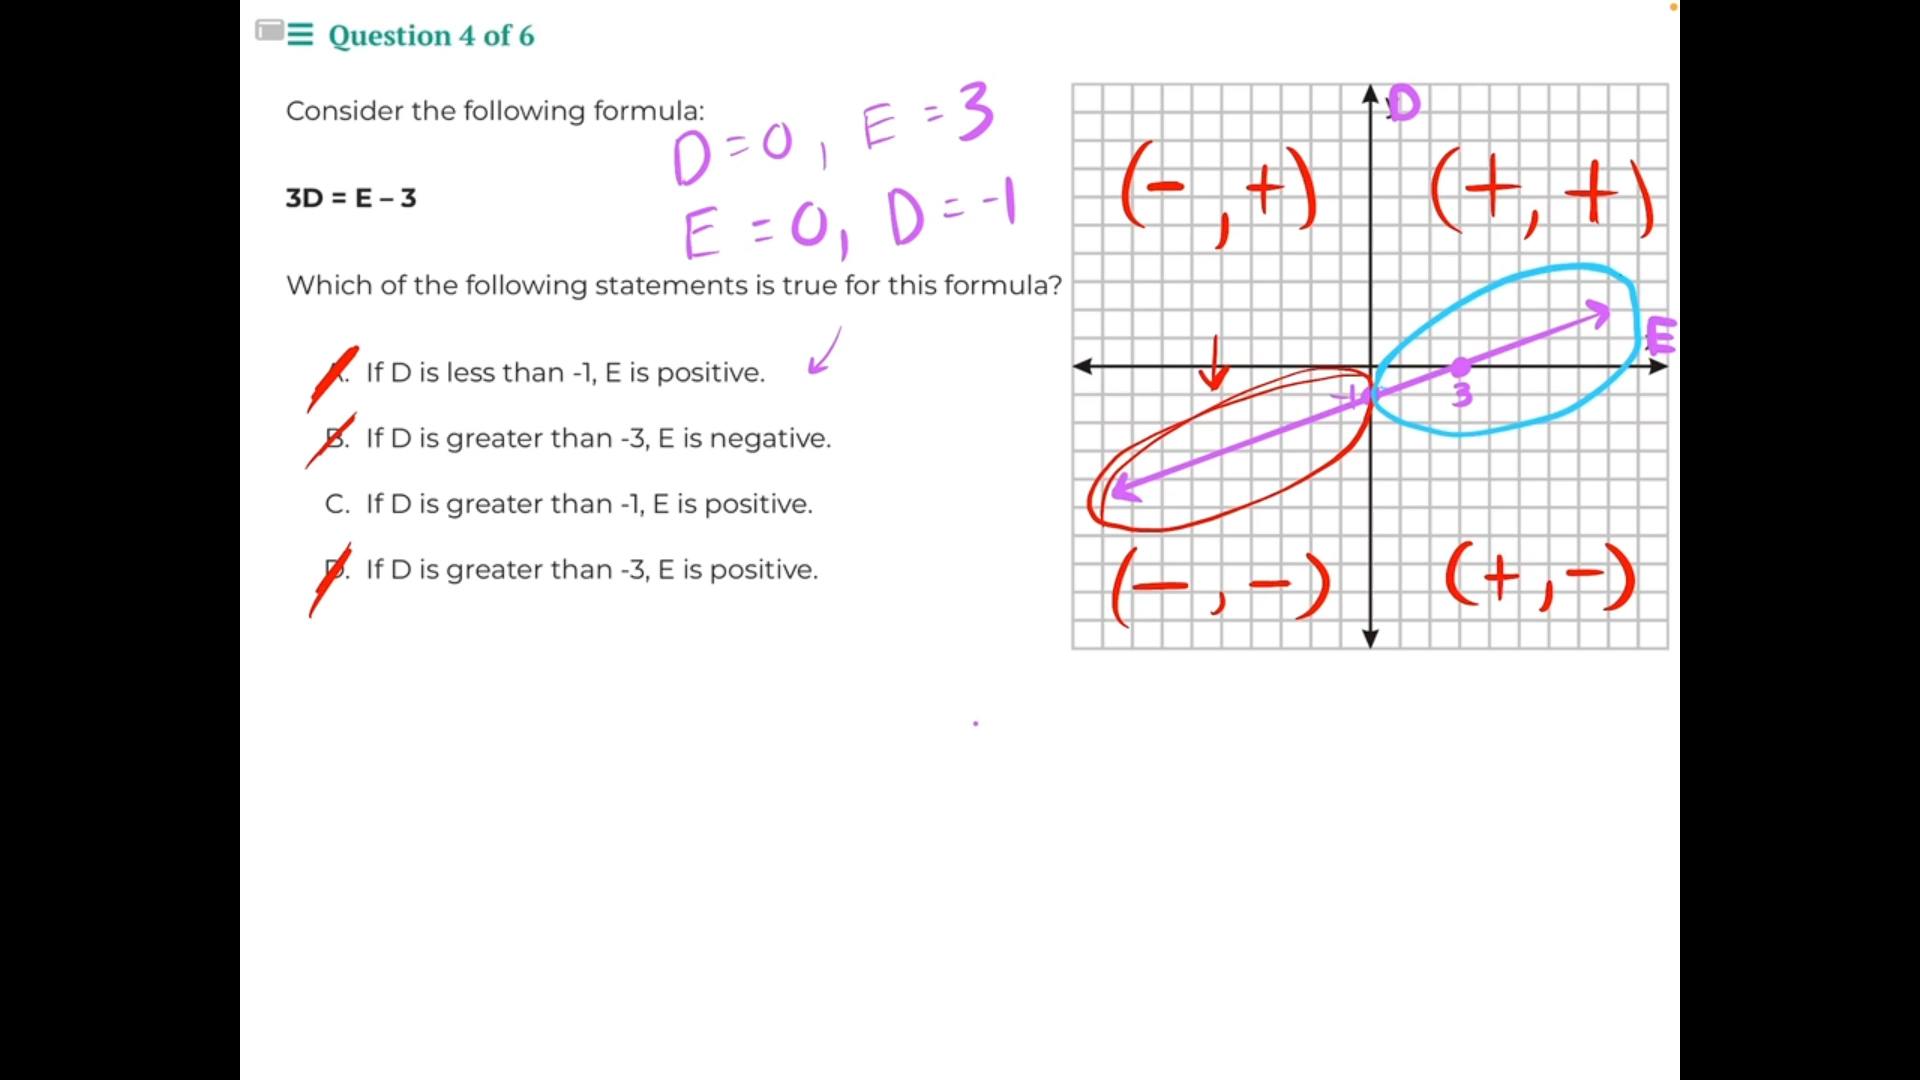 Question 4 of 6
Consider the following formula:
D = 0, E = 3
3D = E – 3
E = 0, D = -1
Which of the following statements is true for this formula?
A. If D is less than -1, E is positive.
B. If D is greater than -3, E is negative.
C. If D is greater than -1, E is positive.
D. If D is greater than -3, E is positive.
D
(-, +) (+, +)
E
-1 3
(-, -) (+, -)